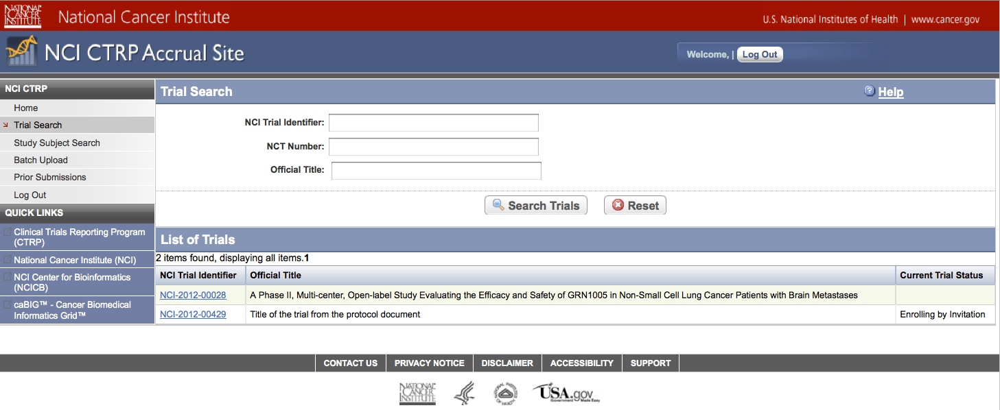 NATIONAL CANCER INSTITUTE
National Cancer Institute
U.S. National Institutes of Health | www.cancer.gov
NCI CTRP Accrual Site
Welcome, | Log Out
NCI CTRP
Home
Trial Search
Study Subject Search
Batch Upload
Prior Submissions
Log Out
QUICK LINKS
Clinical Trials Reporting Program
(CTRP)
National Cancer Institute (NCI)
NCI Center for Bioinformatics
(NCICB)
caBIG™ - Cancer Biomedical
Informatics Grid™
Trial Search
? Help
NCI Trial Identifier:
NCT Number:
Official Title:
Search Trials Reset
List of Trials
2 items found, displaying all items.1
NCI Trial Identifier Official Title Current Trial Status
NCI-2012-00028 A Phase II, Multi-center, Open-label Study Evaluating the Efficacy and Safety of GRN1005 in Non-Small Cell Lung Cancer Patients with Brain Metastases
NCI-2012-00429 Title of the trial from the protocol document Enrolling by Invitation
CONTACT US PRIVACY NOTICE DISCLAIMER ACCESSIBILITY SUPPORT
NATIONAL CANCER INSTITUTE
NATIONAL INSTITUTES OF HEALTH
USA.gov
Government Made Easy